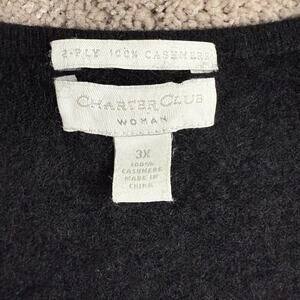 2-PLY 100% CASHMERE
CHARTER CLUB
WOMAN
3X
100%
CASHMERE
MADE IN
CHINA